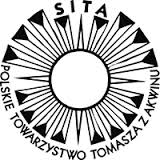 SITA
POLSKIE TOWARZYSTWO TOMASZA Z AKWINU